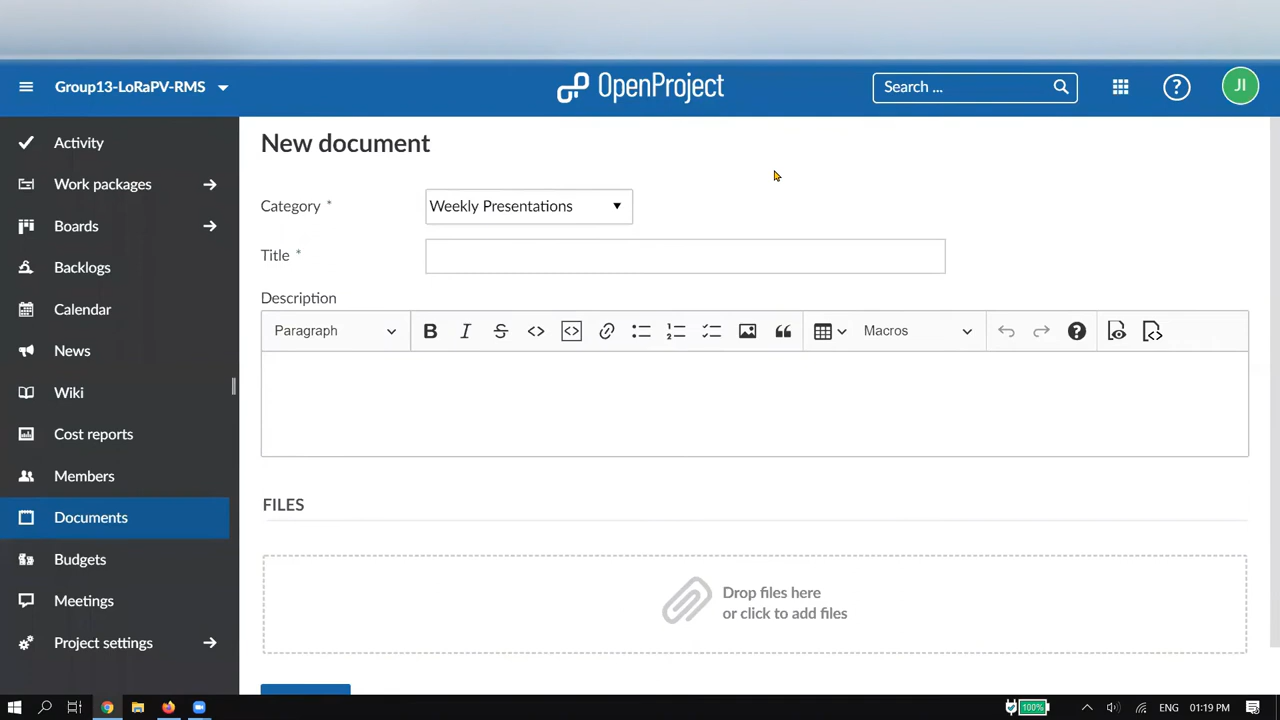 Group13-LoRaPV-RMS
OpenProject
Search ...
?
JI
Activity
Work packages
Boards
Backlogs
Calendar
News
Wiki
Cost reports
Members
Documents
Budgets
Meetings
Project settings
New document
Category *
Weekly Presentations
Title *
Description
Paragraph
B
I
S
Macros
FILES
Drop files here
or click to add files
100%
ENG
01:19 PM